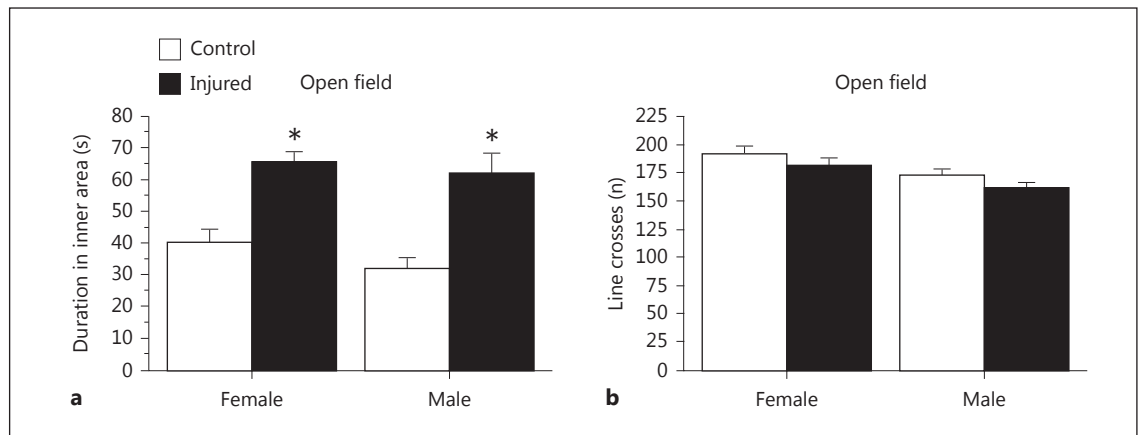 Control
Injured
Open field
Duration in inner area (s)
80
70
60
50
40
30
20
10
0
*
*
Female
Male
a
Open field
Line crosses (n)
225
200
175
150
125
100
75
50
25
0
Female
Male
b